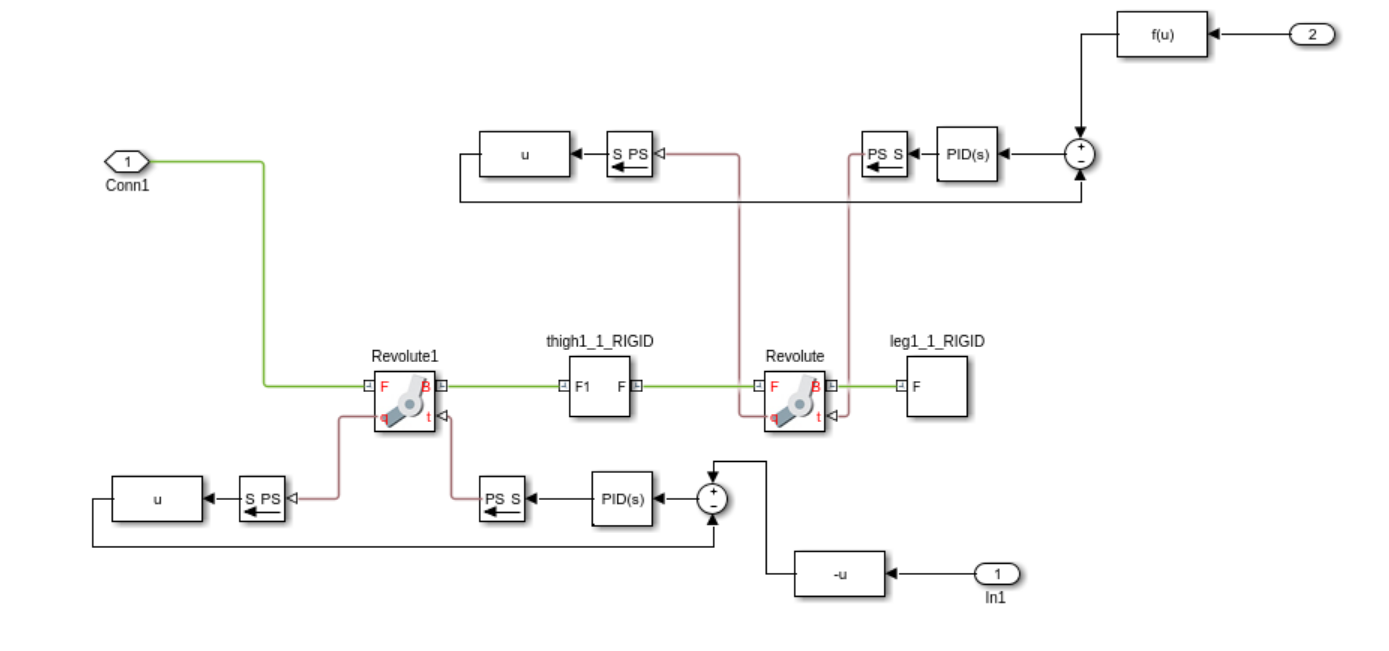 f(u)
2
u
S PS
PS S
PID(s)
+
−
1
Conn1
Revolute1
F
B
q
t
thigh1_1_RIGID
F1
F
Revolute
F
B
q
t
leg1_1_RIGID
F
u
S PS
PS S
PID(s)
+
−
-u
1
In1